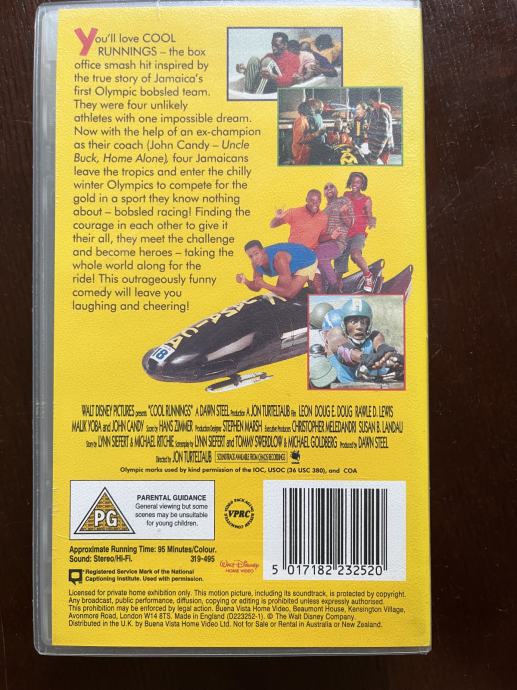 You'll love COOL
RUNNINGS – the box
office smash hit inspired by
the true story of Jamaica's
first Olympic bobsled team.
They were four unlikely
athletes with one impossible dream.
Now with the help of an ex-champion
as their coach (John Candy – Uncle
Buck, Home Alone), four Jamaicans
leave the tropics and enter the chilly
winter Olympics to compete for the
gold in a sport they know nothing
about – bobsled racing! Finding the
courage in each other to give it
their all, they meet the challenge
and become heroes – taking the
whole world along for the
ride! This outrageously funny
comedy will leave you
laughing and cheering!
18
WALT DISNEY PICTURES presents "COOL RUNNINGS" A DAWN STEEL Production A JON TURTELTAUB Film LEON DOUG E. DOUG RAWLE D. LEWIS
MALIK YOBA and JOHN CANDY Score by HANS ZIMMER Production Designer STEPHEN MARSH Executive Producers CHRISTOPHER MELEDANDRI SUSAN B. LANDAU
Story by LYNN SIEFERT & MICHAEL RITCHIE Screenplay by LYNN SIEFERT and TOMMY SWERDLOW & MICHAEL GOLDBERG Produced by DAWN STEEL
Directed by JON TURTELTAUB SOUNDTRACK AVAILABLE FROM CHAOS RECORDINGS
Olympic marks used by kind permission of the IOC, USOC (36 USC 380), and COA
PG
PARENTAL GUIDANCE
General viewing but some
scenes may be unsuitable
for young children.
VPRC
Approximate Running Time: 95 Minutes/Colour.
Sound: Stereo/Hi-Fi. 319-495
Walt Disney
HOME VIDEO
5 017182 232520
Registered Service Mark of the National
Captioning Institute. Used with permission.
Licensed for private home exhibition only. This motion picture, including its soundtrack, is protected by copyright.
Any broadcast, public performance, diffusion, copying or editing is prohibited unless expressly authorised.
This prohibition may be enforced by legal action. Buena Vista Home Video, Beaumont House, Kensington Village,
Avonmore Road, London W14 8TS. Made in England (D223252-1). © The Walt Disney Company.
Distributed in the U.K. by Buena Vista Home Video Ltd. Not for Sale or Rental in Australia or New Zealand.